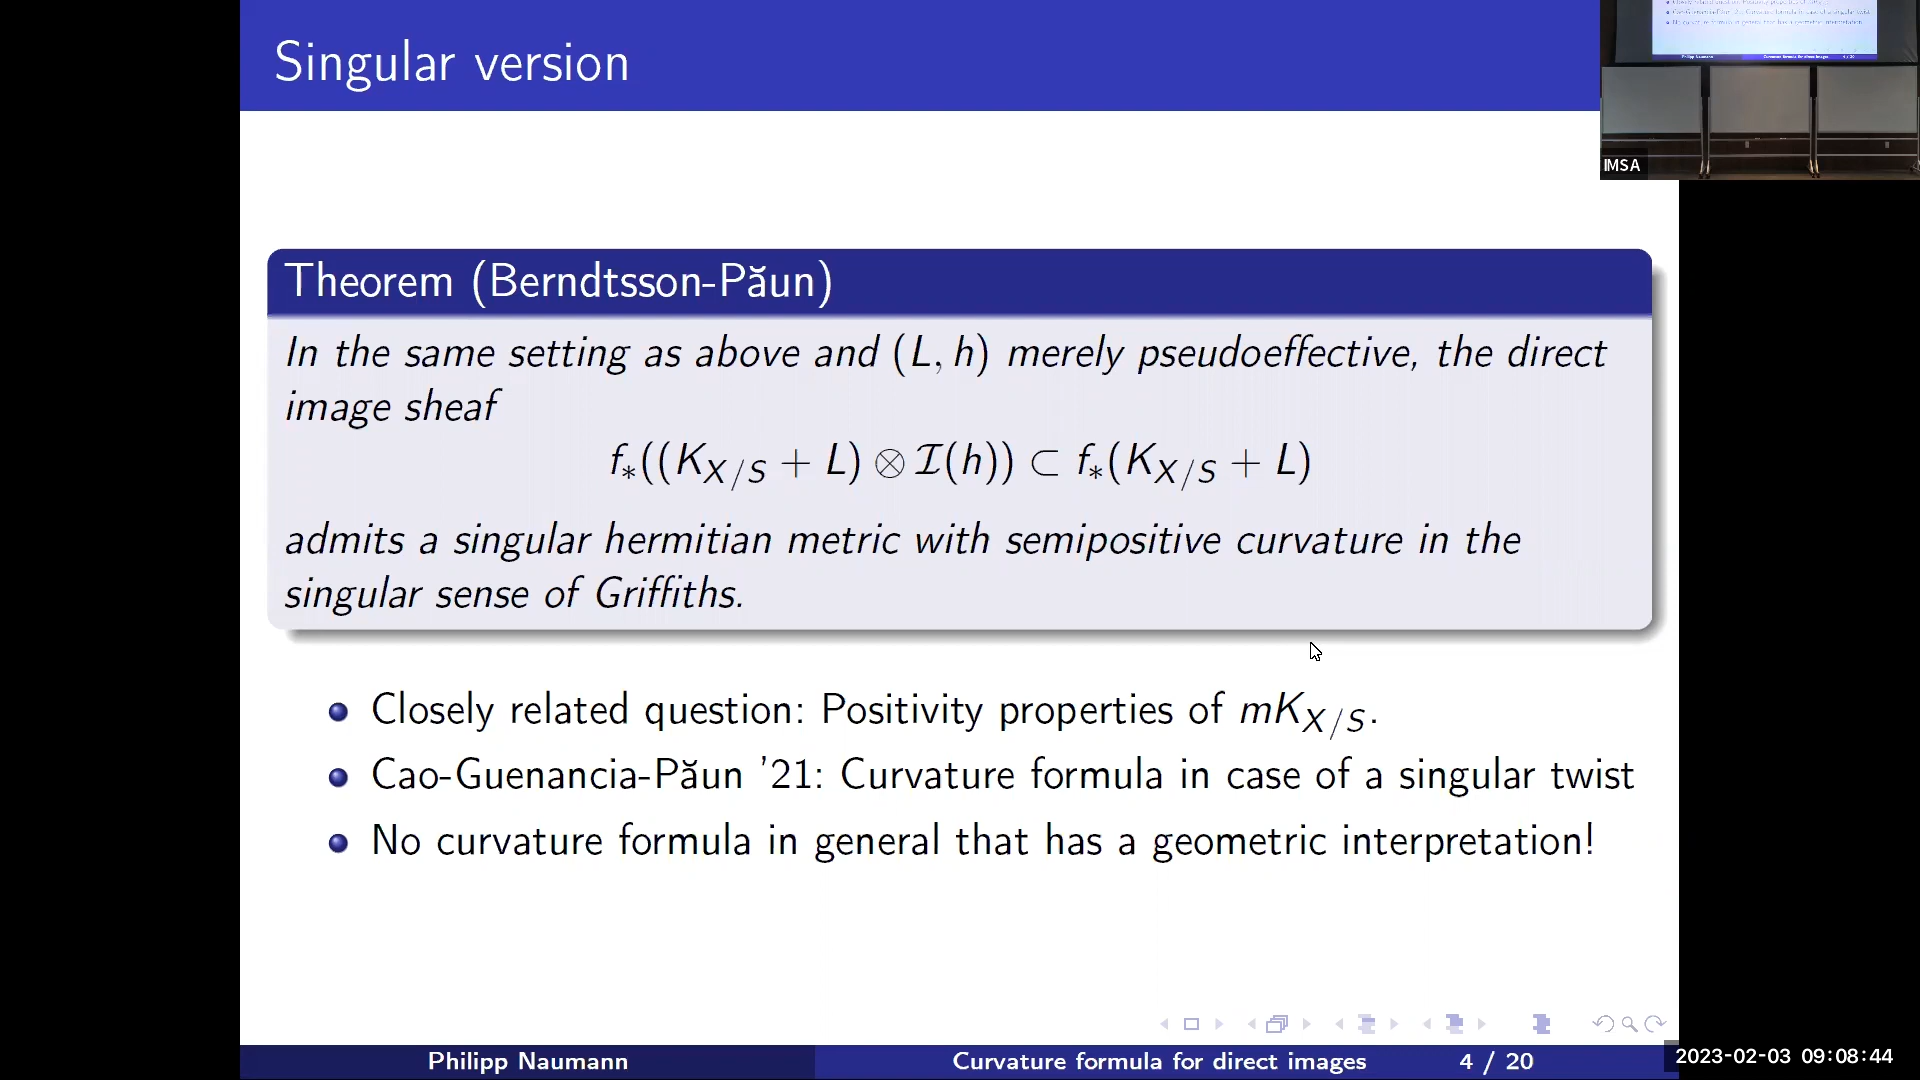 Singular version
IMSA
Theorem (Berndtsson-Păun)
In the same setting as above and (L, h) merely pseudoeffective, the direct
image sheaf
f_*((K_{X/S} + L) ⊗ 𝓘(h)) ⊂ f_*(K_{X/S} + L)
admits a singular hermitian metric with semipositive curvature in the
singular sense of Griffiths.
Closely related question: Positivity properties of mK_{X/S}.
Cao-Guenancia-Păun '21: Curvature formula in case of a singular twist
No curvature formula in general that has a geometric interpretation!
Philipp Naumann Curvature formula for direct images 4 / 20
2023-02-03 09:08:44